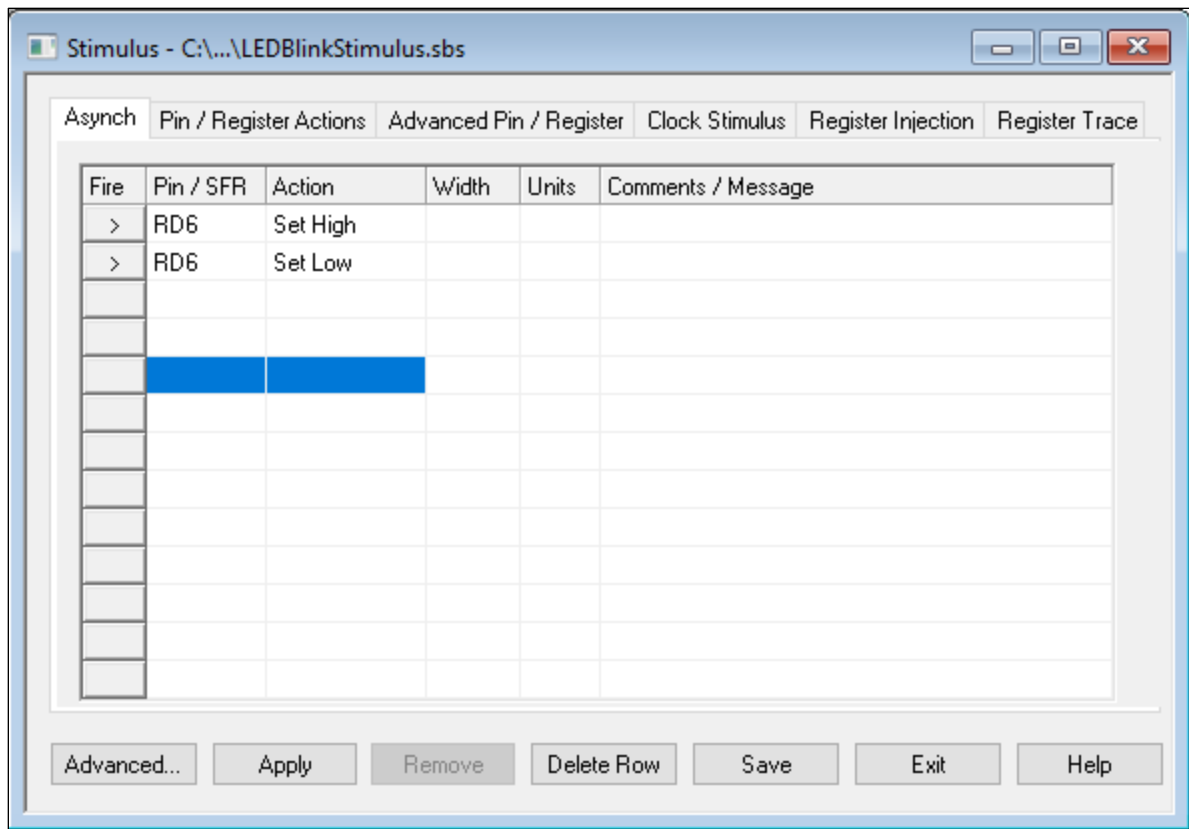 Stimulus - C:\...\LEDBlinkStimulus.sbs
Asynch Pin / Register Actions Advanced Pin / Register Clock Stimulus Register Injection Register Trace
Fire Pin / SFR Action Width Units Comments / Message
> RD6 Set High
> RD6 Set Low
Advanced... Apply Remove Delete Row Save Exit Help